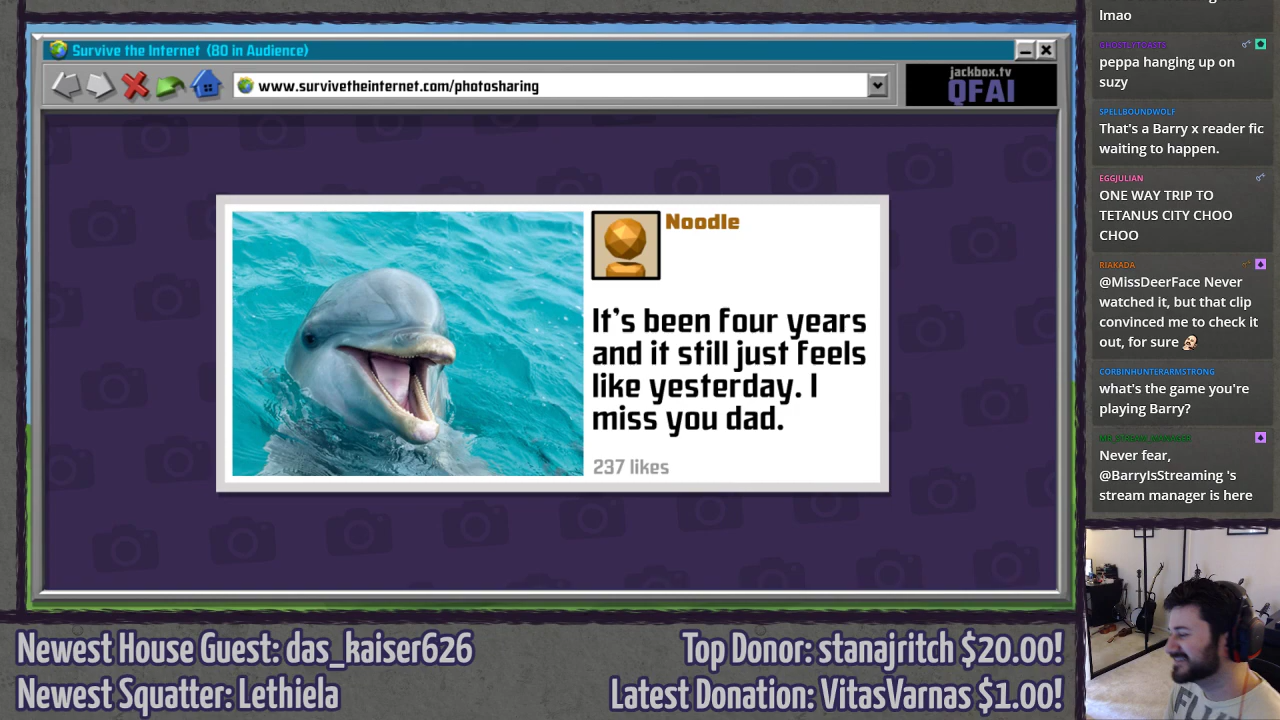 Survive the Internet (80 in Audience)
www.survivetheinternet.com/photosharing
jackbox.tv
QFAI
Noodle
It's been four years
and it still just feels
like yesterday. I
miss you dad.
237 likes
lmao
GHOSTLYTOASTS
peppa hanging up on
suzy
SPELLBOUNDWOLF
That's a Barry x reader fic
waiting to happen.
EGGJULIAN
ONE WAY TRIP TO
TETANUS CITY CHOO
CHOO
RIAKADA
@MissDeerFace Never
watched it, but that clip
convinced me to check it
out, for sure
CORBINHUNTERARMSTRONG
what's the game you're
playing Barry?
MR_STREAM_MANAGER
Never fear,
@BarryIsStreaming 's
stream manager is here
Newest House Guest: das_kaiser626
Newest Squatter: Lethiela
Top Donor: stanajritch $20.00!
Latest Donation: VitasVarnas $1.00!